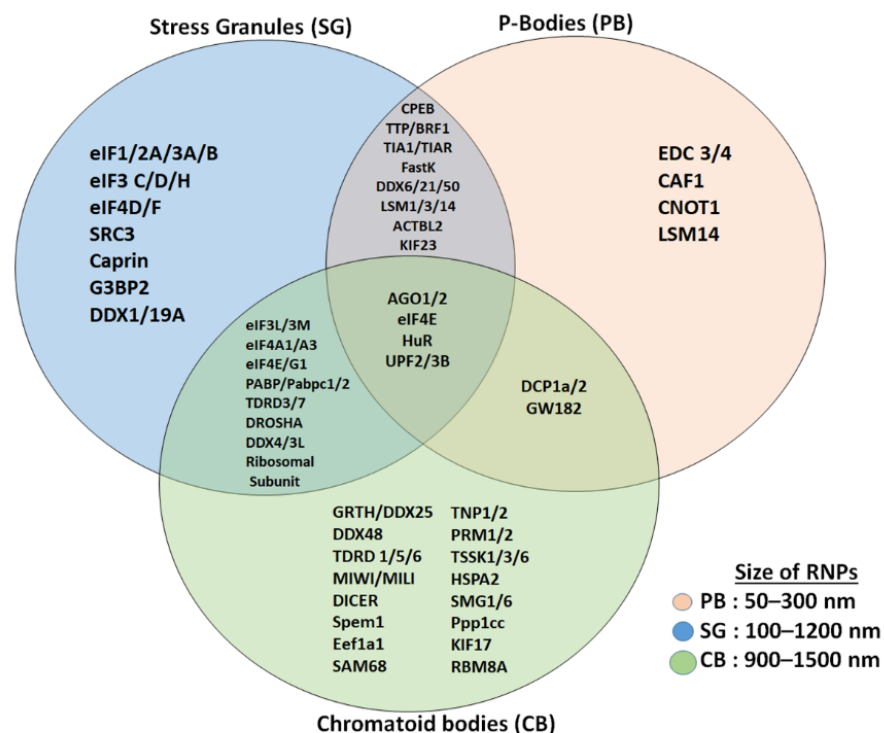 Stress Granules (SG)
P-Bodies (PB)
eIF1/2A/3A/B
eIF3 C/D/H
eIF4D/F
SRC3
Caprin
G3BP2
DDX1/19A
CPEB
TTP/BRF1
TIA1/TIAR
FastK
DDX6/21/50
LSM1/3/14
ACTBL2
KIF23
EDC 3/4
CAF1
CNOT1
LSM14
AGO1/2
eIF4E
HuR
UPF2/3B
eIF3L/3M
eIF4A1/A3
eIF4E/G1
PABP/Pabpc1/2
TDRD3/7
DROSHA
DDX4/3L
Ribosomal
Subunit
DCP1a/2
GW182
GRTH/DDX25
DDX48
TDRD 1/5/6
MIWI/MILI
DICER
Spem1
Eef1a1
SAM68
TNP1/2
PRM1/2
TSSK1/3/6
HSPA2
SMG1/6
Ppp1cc
KIF17
RBM8A
Size of RNPs
PB : 50–300 nm
SG : 100–1200 nm
CB : 900–1500 nm
Chromatoid bodies (CB)